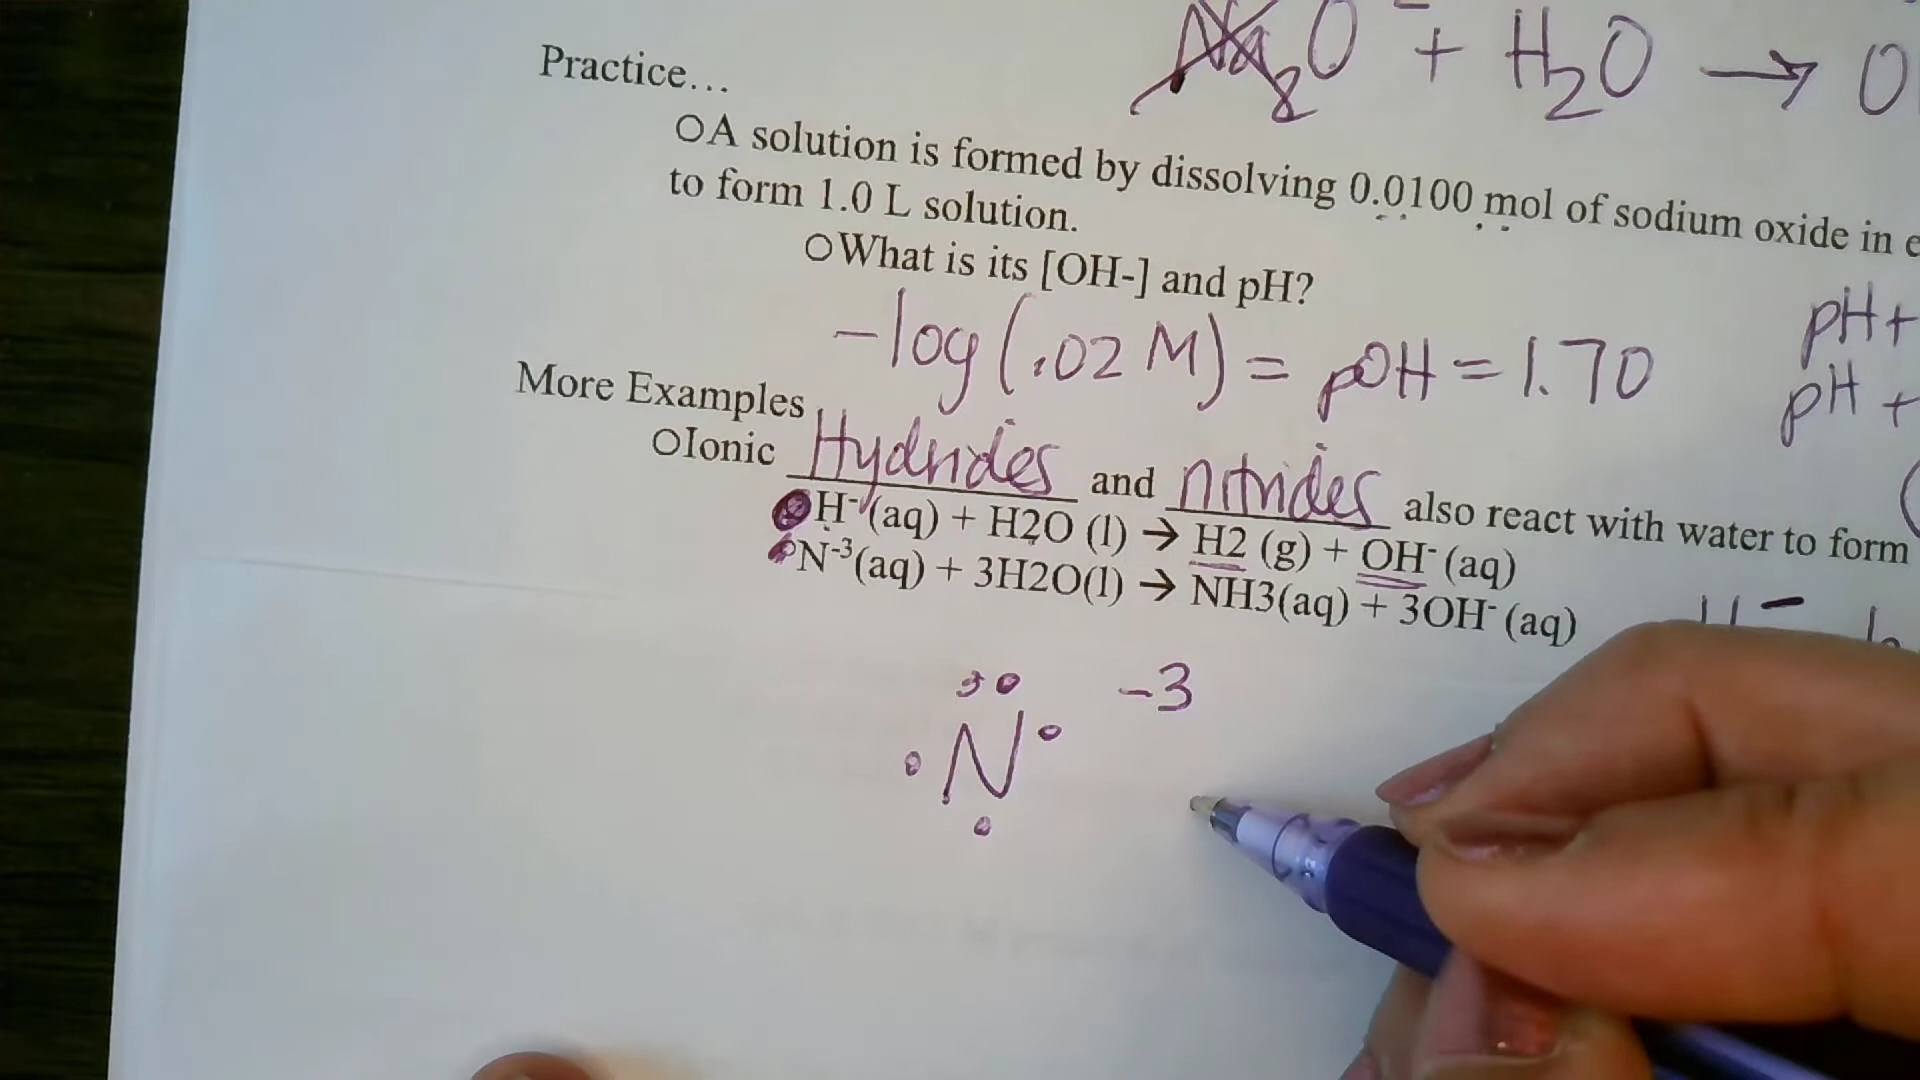 Na2O⁻ + H2O → O
Practice…
○A solution is formed by dissolving 0.0100 mol of sodium oxide in e
to form 1.0 L solution.
○What is its [OH-] and pH?
pH+
-log(.02M) = pOH = 1.70
pH +
More Examples
○Ionic Hydrides and nitrides also react with water to form
H⁻(aq) + H2O (l) → H2 (g) + OH⁻ (aq)
○N⁻³(aq) + 3H2O(l) → NH3(aq) + 3OH⁻ (aq)
N -3